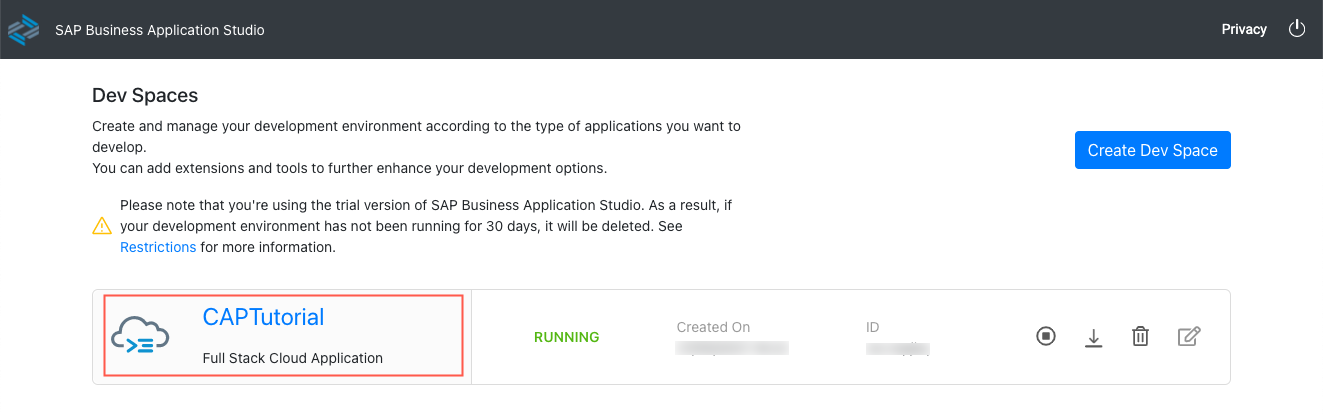 SAP Business Application Studio
Privacy
Dev Spaces
Create and manage your development environment according to the type of applications you want to
develop.
You can add extensions and tools to further enhance your development options.
Create Dev Space
Please note that you're using the trial version of SAP Business Application Studio. As a result, if
your development environment has not been running for 30 days, it will be deleted. See
Restrictions for more information.
CAPTutorial
Full Stack Cloud Application
RUNNING
Created On
ID